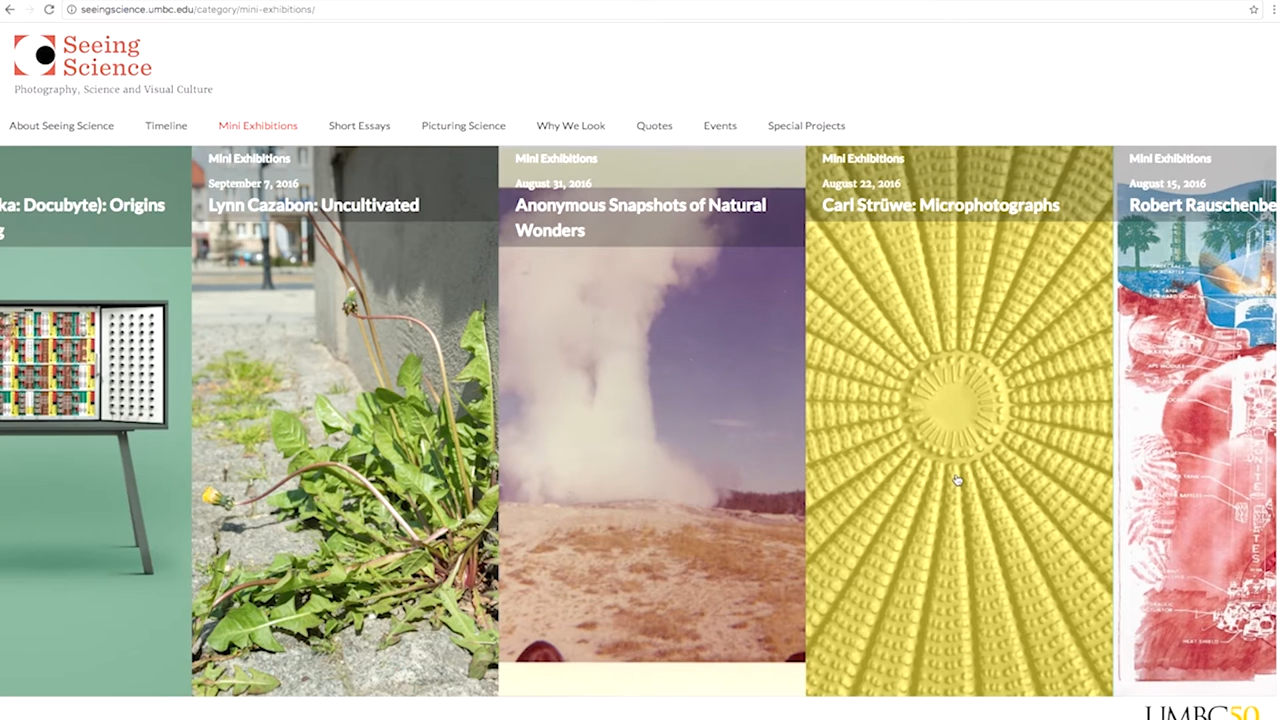 seeingscience.umbc.edu/category/mini-exhibitions/
Seeing
Science
Photography, Science and Visual Culture
About Seeing Science
Timeline
Mini Exhibitions
Short Essays
Picturing Science
Why We Look
Quotes
Events
Special Projects
ka: Docubyte): Origins
g
Mini Exhibitions
September 7, 2016
Lynn Cazabon: Uncultivated
Mini Exhibitions
August 31, 2016
Anonymous Snapshots of Natural
Wonders
Mini Exhibitions
August 22, 2016
Carl Strüwe: Microphotographs
Mini Exhibitions
August 15, 2016
Robert Rauschenbe
HEAT SHIELD
UMBC50